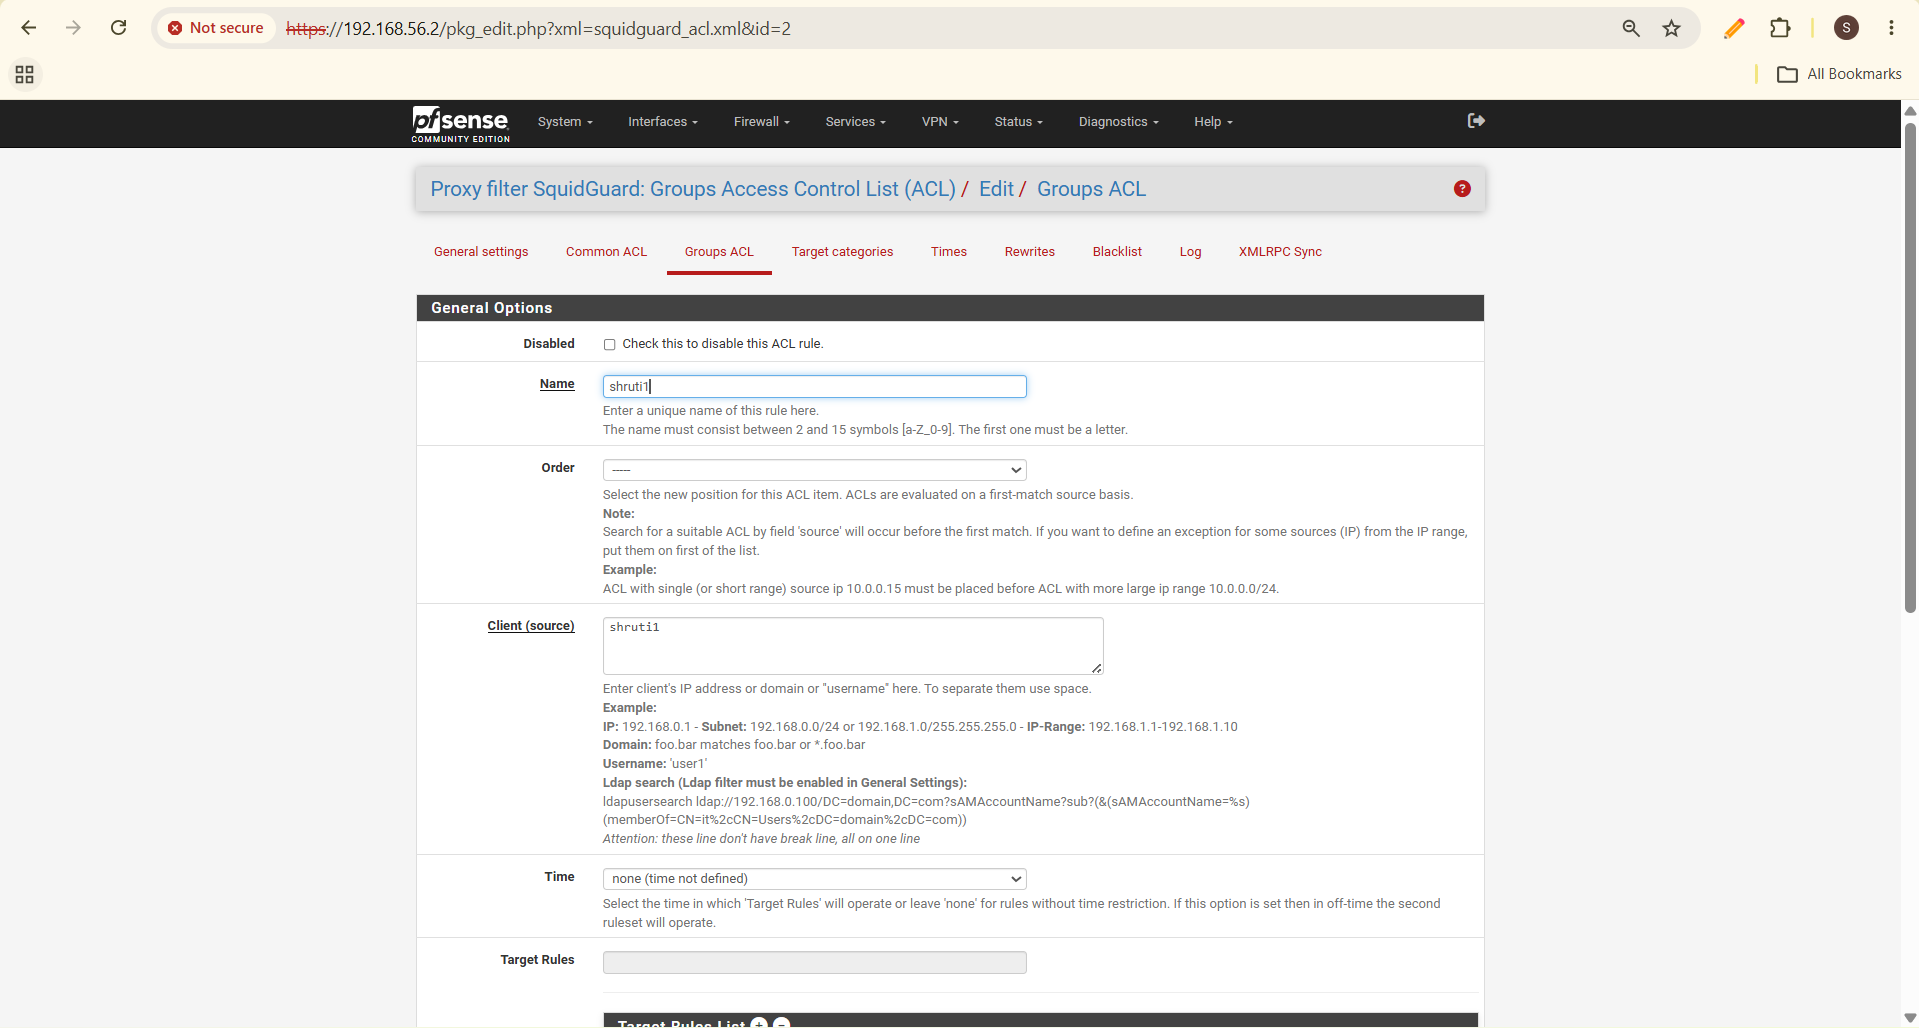 Not secure https://192.168.56.2/pkg_edit.php?xml=squidguard_acl.xml&id=2 S
All Bookmarks
pfsense System Interfaces Firewall Services VPN Status Diagnostics Help
COMMUNITY EDITION
Proxy filter SquidGuard: Groups Access Control List (ACL) / Edit / Groups ACL ?
General settings Common ACL Groups ACL Target categories Times Rewrites Blacklist Log XMLRPC Sync
General Options
Disabled Check this to disable this ACL rule.
Name shruti1
Enter a unique name of this rule here.
The name must consist between 2 and 15 symbols [a-Z_0-9]. The first one must be a letter.
Order -----
Select the new position for this ACL item. ACLs are evaluated on a first-match source basis.
Note:
Search for a suitable ACL by field 'source' will occur before the first match. If you want to define an exception for some sources (IP) from the IP range,
put them on first of the list.
Example:
ACL with single (or short range) source ip 10.0.0.15 must be placed before ACL with more large ip range 10.0.0.0/24.
Client (source) shruti1
Enter client's IP address or domain or "username" here. To separate them use space.
Example:
IP: 192.168.0.1 - Subnet: 192.168.0.0/24 or 192.168.1.0/255.255.255.0 - IP-Range: 192.168.1.1-192.168.1.10
Domain: foo.bar matches foo.bar or *.foo.bar
Username: 'user1'
Ldap search (Ldap filter must be enabled in General Settings):
ldapusersearch ldap://192.168.0.100/DC=domain,DC=com?sAMAccountName?sub?(&(sAMAccountName=%s)
(memberOf=CN=it%2cCN=Users%2cDC=domain%2cDC=com))
Attention: these line don't have break line, all on one line
Time none (time not defined)
Select the time in which 'Target Rules' will operate or leave 'none' for rules without time restriction. If this option is set then in off-time the second
ruleset will operate.
Target Rules
Target Rules List